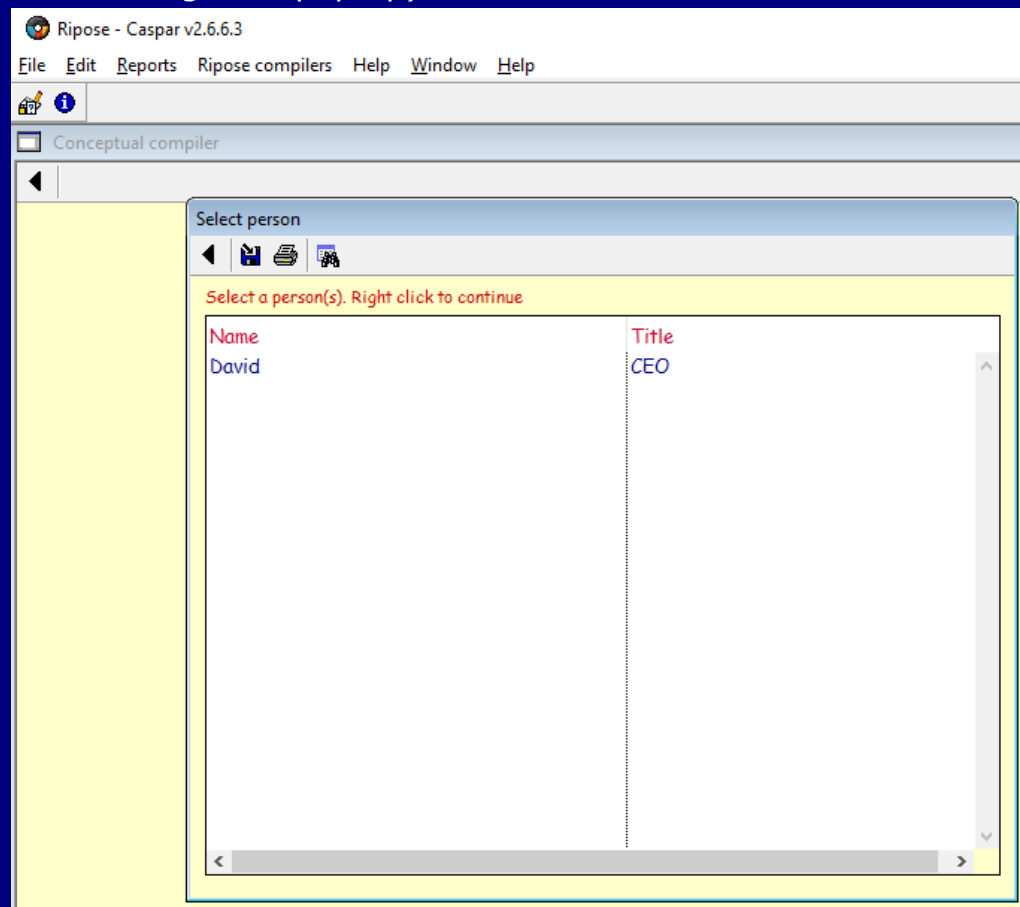 Ripose - Caspar v2.6.6.3
File Edit Reports Ripose compilers Help Window Help
Conceptual compiler
Select person
Select a person(s). Right click to continue
Name Title
David CEO